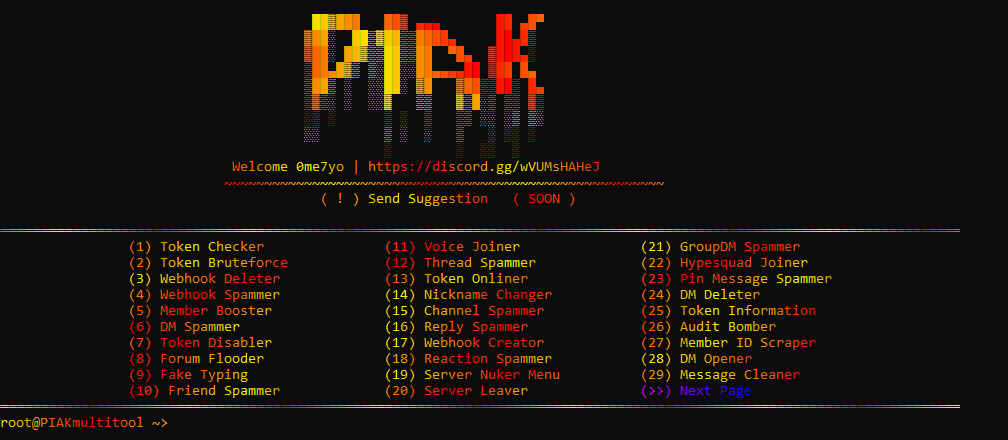 PIAK
Welcome 0me7yo | https://discord.gg/wVUMsHAHeJ
~~~~~~~~~~~~~~~~~~~~~~~~~~~~~~~~~~~~~~~~~~~~~~~~~~~~~~~
( ! ) Send Suggestion ( SOON )
(1) Token Checker (11) Voice Joiner (21) GroupDM Spammer
(2) Token Bruteforce (12) Thread Spammer (22) Hypesquad Joiner
(3) Webhook Deleter (13) Token Onliner (23) Pin Message Spammer
(4) Webhook Spammer (14) Nickname Changer (24) DM Deleter
(5) Member Booster (15) Channel Spammer (25) Token Information
(6) DM Spammer (16) Reply Spammer (26) Audit Bomber
(7) Token Disabler (17) Webhook Creator (27) Member ID Scraper
(8) Forum Flooder (18) Reaction Spammer (28) DM Opener
(9) Fake Typing (19) Server Nuker Menu (29) Message Cleaner
(10) Friend Spammer (20) Server Leaver (>>) Next Page
root@PIAKmultitool ~>